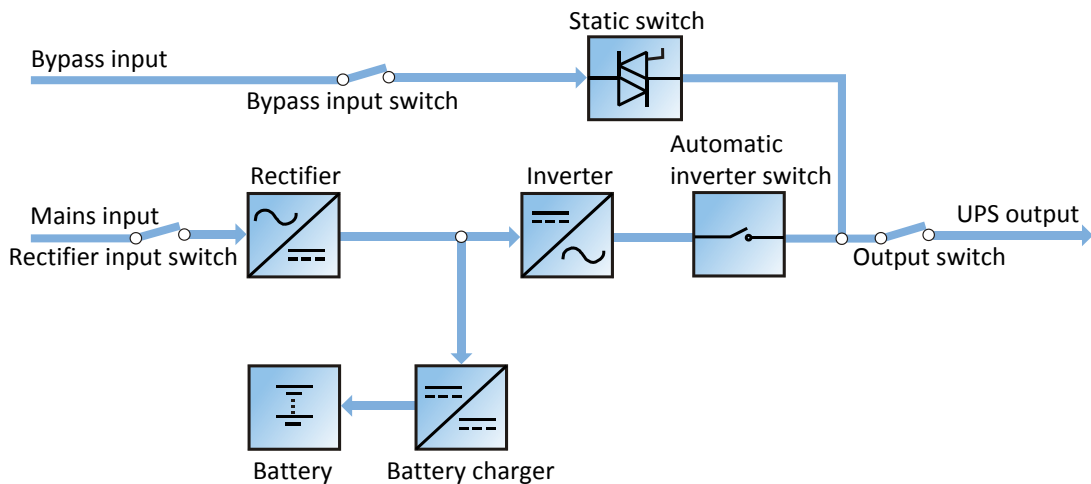 Static switch
Bypass input
Bypass input switch
Automatic
inverter switch
Rectifier
Inverter
Mains input
UPS output
Rectifier input switch
Output switch
Battery
Battery charger